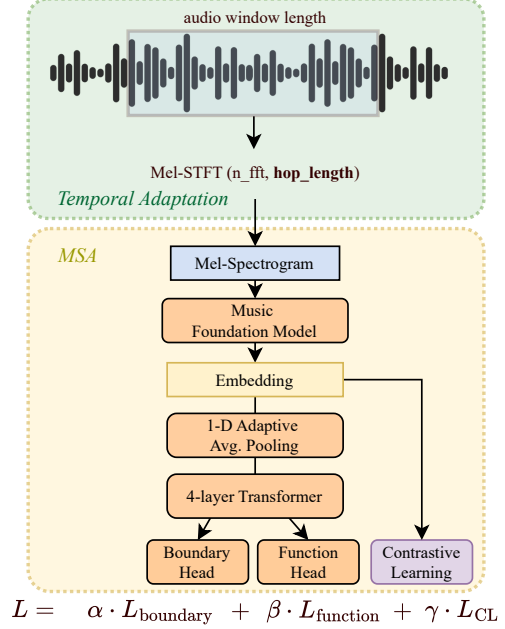 audio window length
Mel-STFT (n_fft, hop_length)
Temporal Adaptation
MSA
Mel-Spectrogram
Music
Foundation Model
Embedding
1-D Adaptive
Avg. Pooling
4-layer Transformer
Boundary
Head
Function
Head
Contrastive
Learning
L = α · L_boundary + β · L_function + γ · L_CL